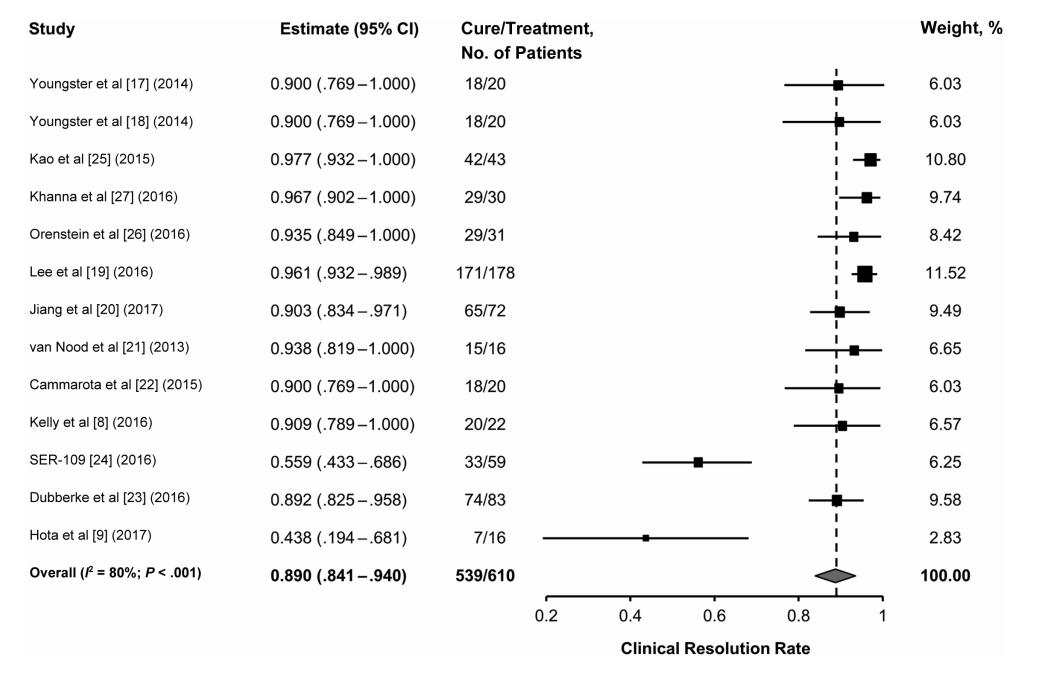 Study Estimate (95% CI) Cure/Treatment, Weight, %
No. of Patients
Youngster et al [17] (2014) 0.900 (.769–1.000) 18/20 6.03
Youngster et al [18] (2014) 0.900 (.769–1.000) 18/20 6.03
Kao et al [25] (2015) 0.977 (.932–1.000) 42/43 10.80
Khanna et al [27] (2016) 0.967 (.902–1.000) 29/30 9.74
Orenstein et al [26] (2016) 0.935 (.849–1.000) 29/31 8.42
Lee et al [19] (2016) 0.961 (.932–.989) 171/178 11.52
Jiang et al [20] (2017) 0.903 (.834–.971) 65/72 9.49
van Nood et al [21] (2013) 0.938 (.819–1.000) 15/16 6.65
Cammarota et al [22] (2015) 0.900 (.769–1.000) 18/20 6.03
Kelly et al [8] (2016) 0.909 (.789–1.000) 20/22 6.57
SER-109 [24] (2016) 0.559 (.433–.686) 33/59 6.25
Dubberke et al [23] (2016) 0.892 (.825–.958) 74/83 9.58
Hota et al [9] (2017) 0.438 (.194–.681) 7/16 2.83
Overall (I² = 80%; P < .001) 0.890 (.841–.940) 539/610 100.00
0.2 0.4 0.6 0.8 1
Clinical Resolution Rate